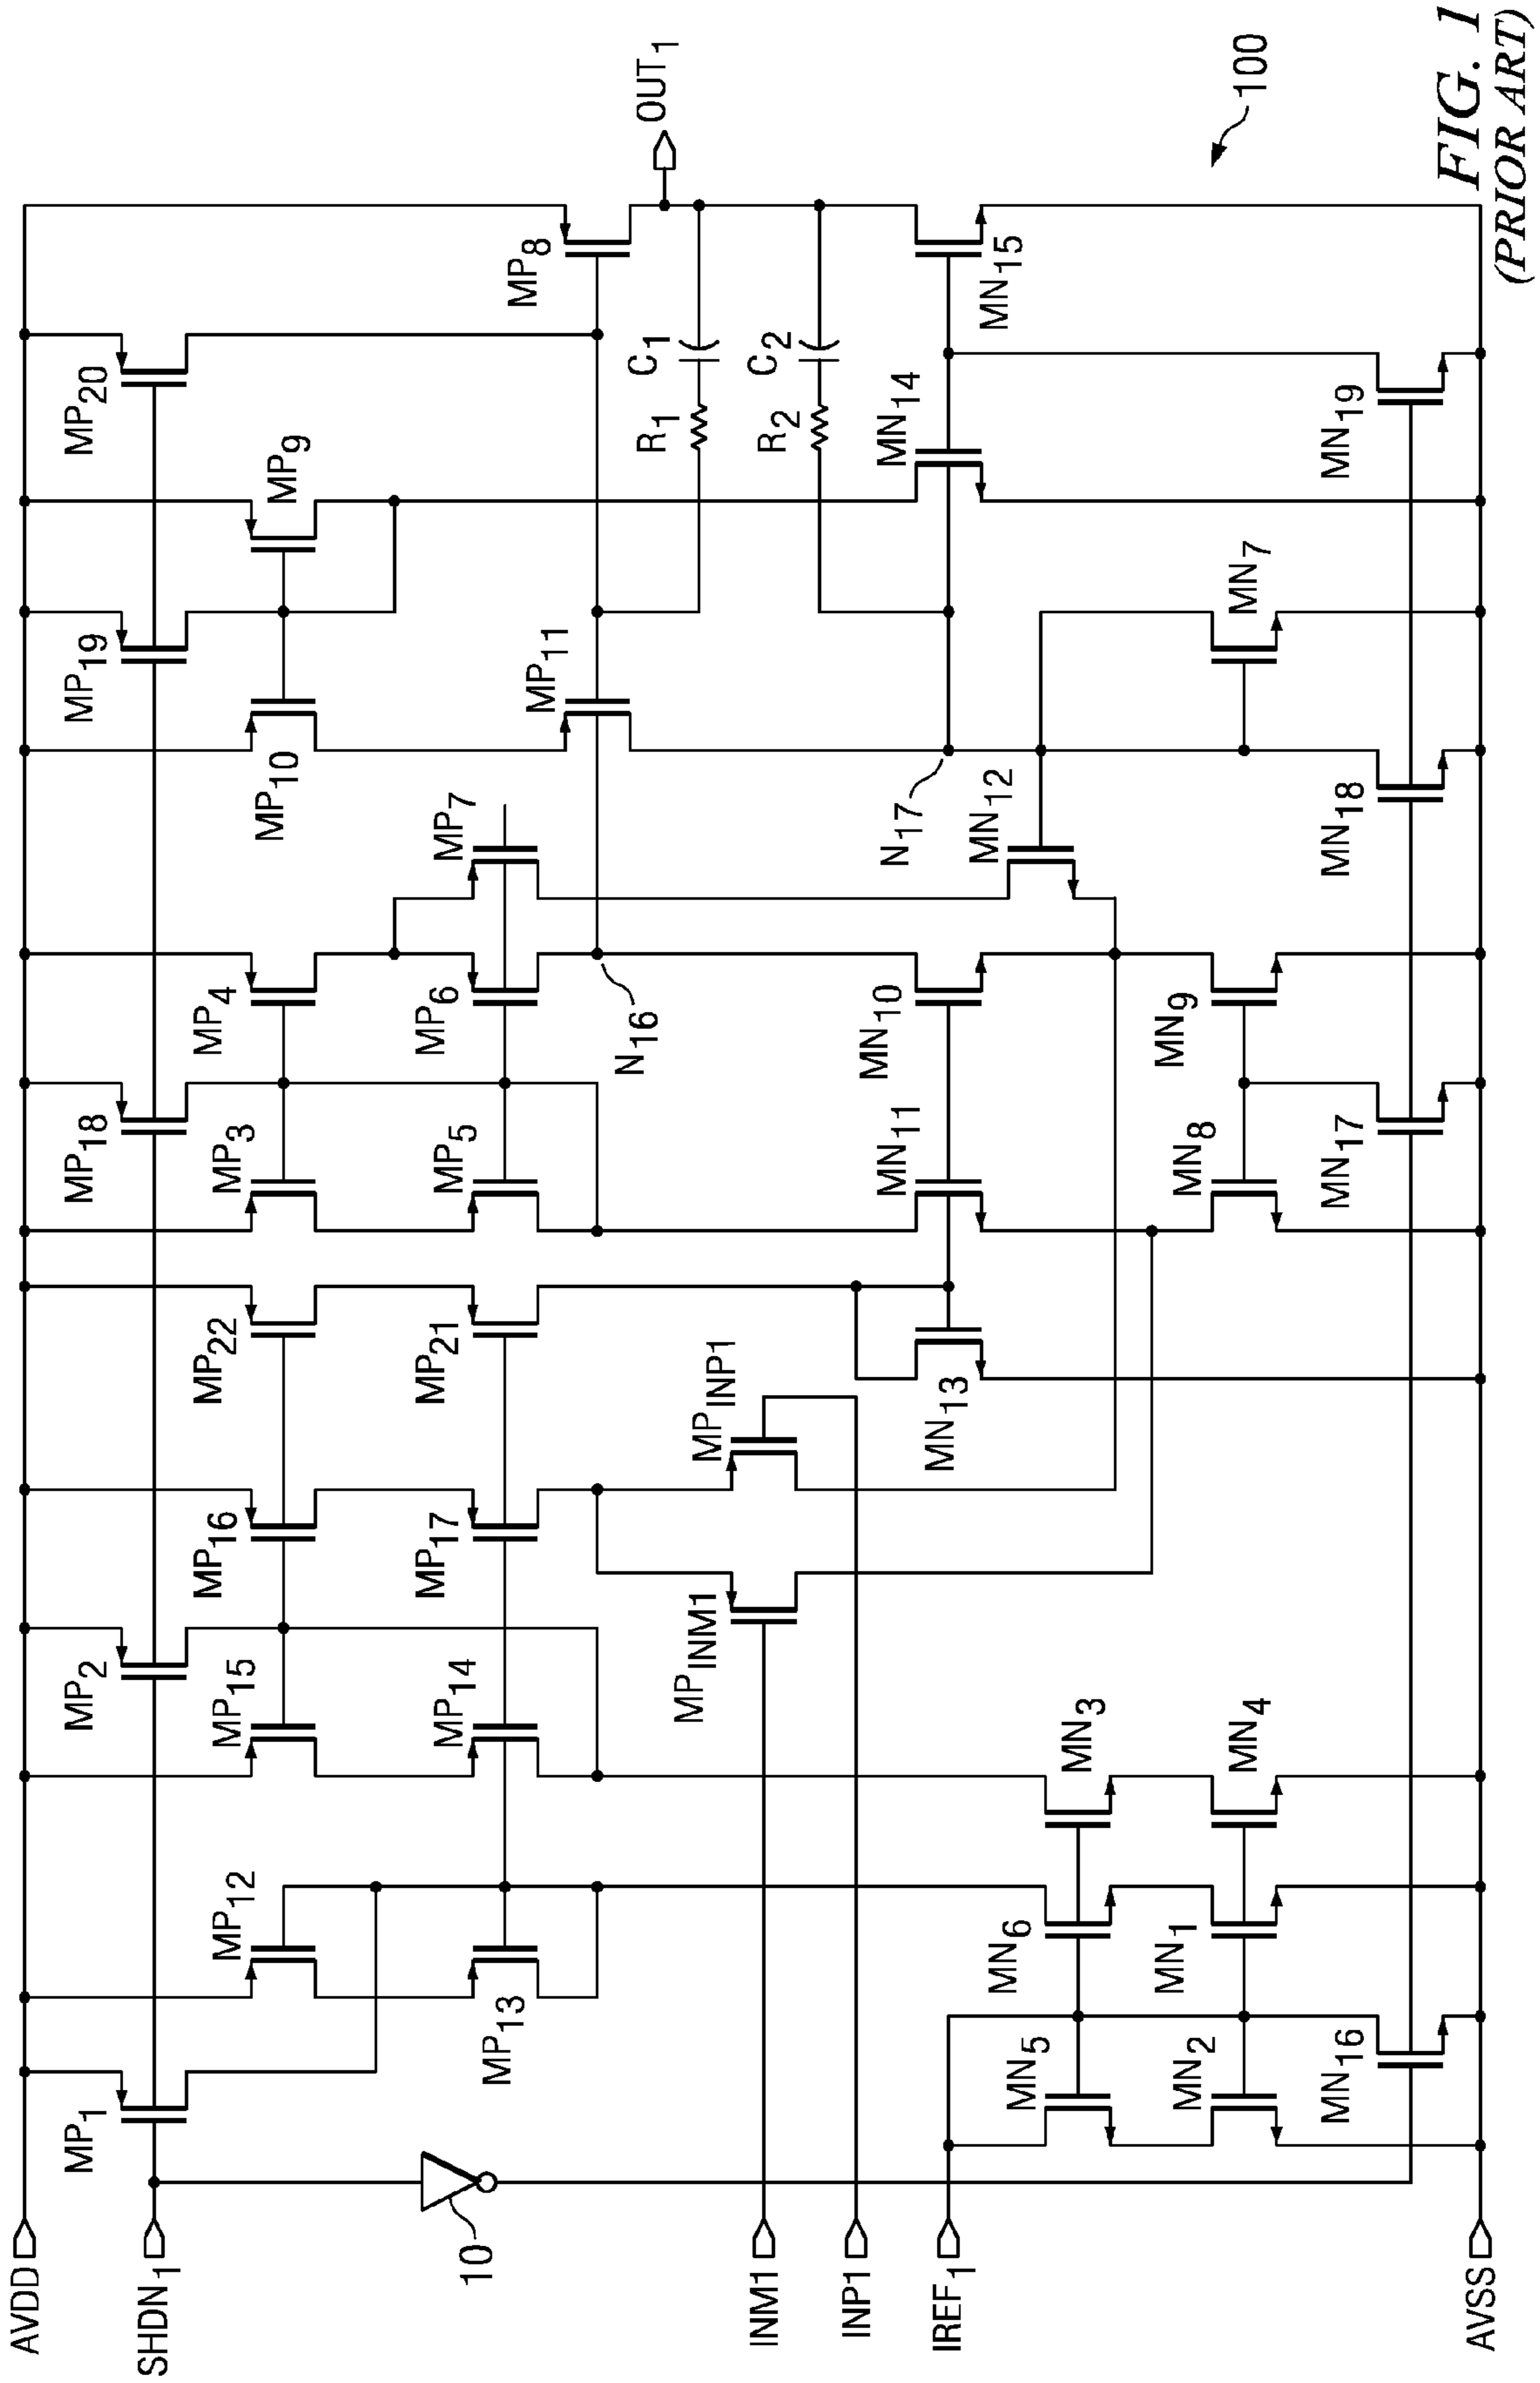 AVDD
SHDN1
INM1
INP1
IREF1
AVSS
10
MP1
MP2
MP18
MP19
MP20
MP12
MP15
MP16
MP22
MP3
MP4
MP10
MP9
MP13
MP14
MP17
MP21
MP5
MP6
MP7
MP11
MP8
OUT1
N16
R1
C1
R2
C2
MPINM1
MPINP1
MN13
MN11
MN10
N17
MN12
MN14
MN15
MN5
MN6
MN3
MN2
MN1
MN4
MN8
MN9
MN7
MN16
MN17
MN18
MN19
100
FIG. 1
(PRIOR ART)